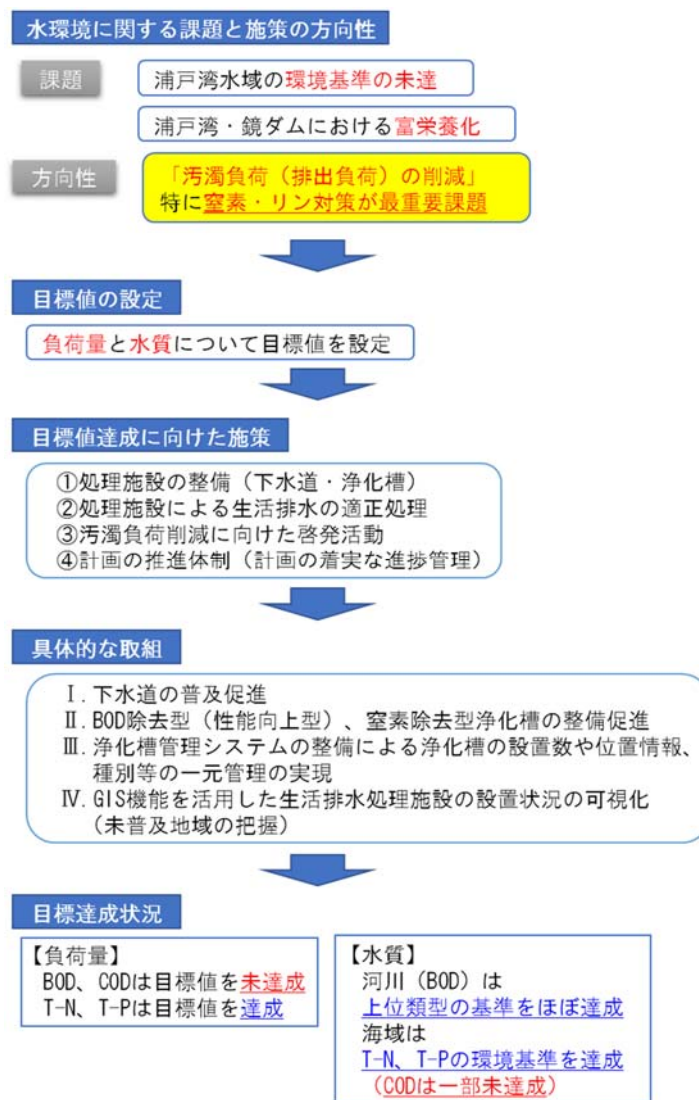 水環境に関する課題と施策の方向性
課題
浦戸湾水域の環境基準の未達
浦戸湾・鏡ダムにおける富栄養化
方向性
「汚濁負荷（排出負荷）の削減」
特に窒素・リン対策が最重要課題
目標値の設定
負荷量と水質について目標値を設定
目標値達成に向けた施策
①処理施設の整備（下水道・浄化槽）
②処理施設による生活排水の適正処理
③汚濁負荷削減に向けた啓発活動
④計画の推進体制（計画の着実な進捗管理）
具体的な取組
Ⅰ．下水道の普及促進
Ⅱ．BOD除去型（性能向上型）、窒素除去型浄化槽の整備促進
Ⅲ．浄化槽管理システムの整備による浄化槽の設置数や位置情報、
種別等の一元管理の実現
Ⅳ．GIS機能を活用した生活排水処理施設の設置状況の可視化
（未普及地域の把握）
目標達成状況
【負荷量】
BOD、CODは目標値を未達成
T-N、T-Pは目標値を達成
【水質】
河川（BOD）は
上位類型の基準をほぼ達成
海域は
T-N、T-Pの環境基準を達成
（CODは一部未達成）